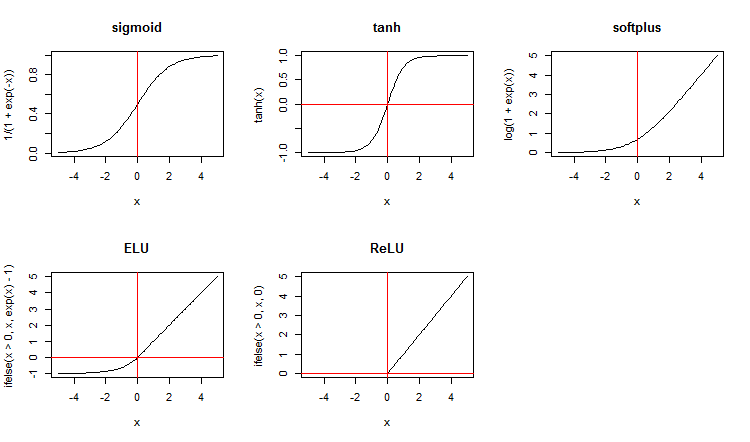 sigmoid
1/(1 + exp(-x))
0.0 0.4 0.8
-4 -2 0 2 4
x
tanh
tanh(x)
-1.0 0.0 0.5 1.0
-4 -2 0 2 4
x
softplus
log(1 + exp(x))
0 1 2 3 4 5
-4 -2 0 2 4
x
ELU
ifelse(x > 0, x, exp(x) - 1)
-1 0 1 2 3 4 5
-4 -2 0 2 4
x
ReLU
ifelse(x > 0, x, 0)
0 1 2 3 4 5
-4 -2 0 2 4
x